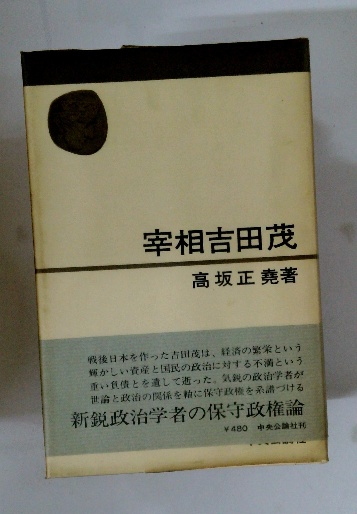 宰相吉田茂
高坂正堯著
戦後日本を作った吉田茂は、経済の繁栄という
輝かしい資産と国民の政治に対する不満という
重い負債とを遺して逝った。気鋭の政治学者が
世論と政治の関係を軸に保守政権を系譜づける
新鋭政治学者の保守政権論
¥480 中央公論社刊